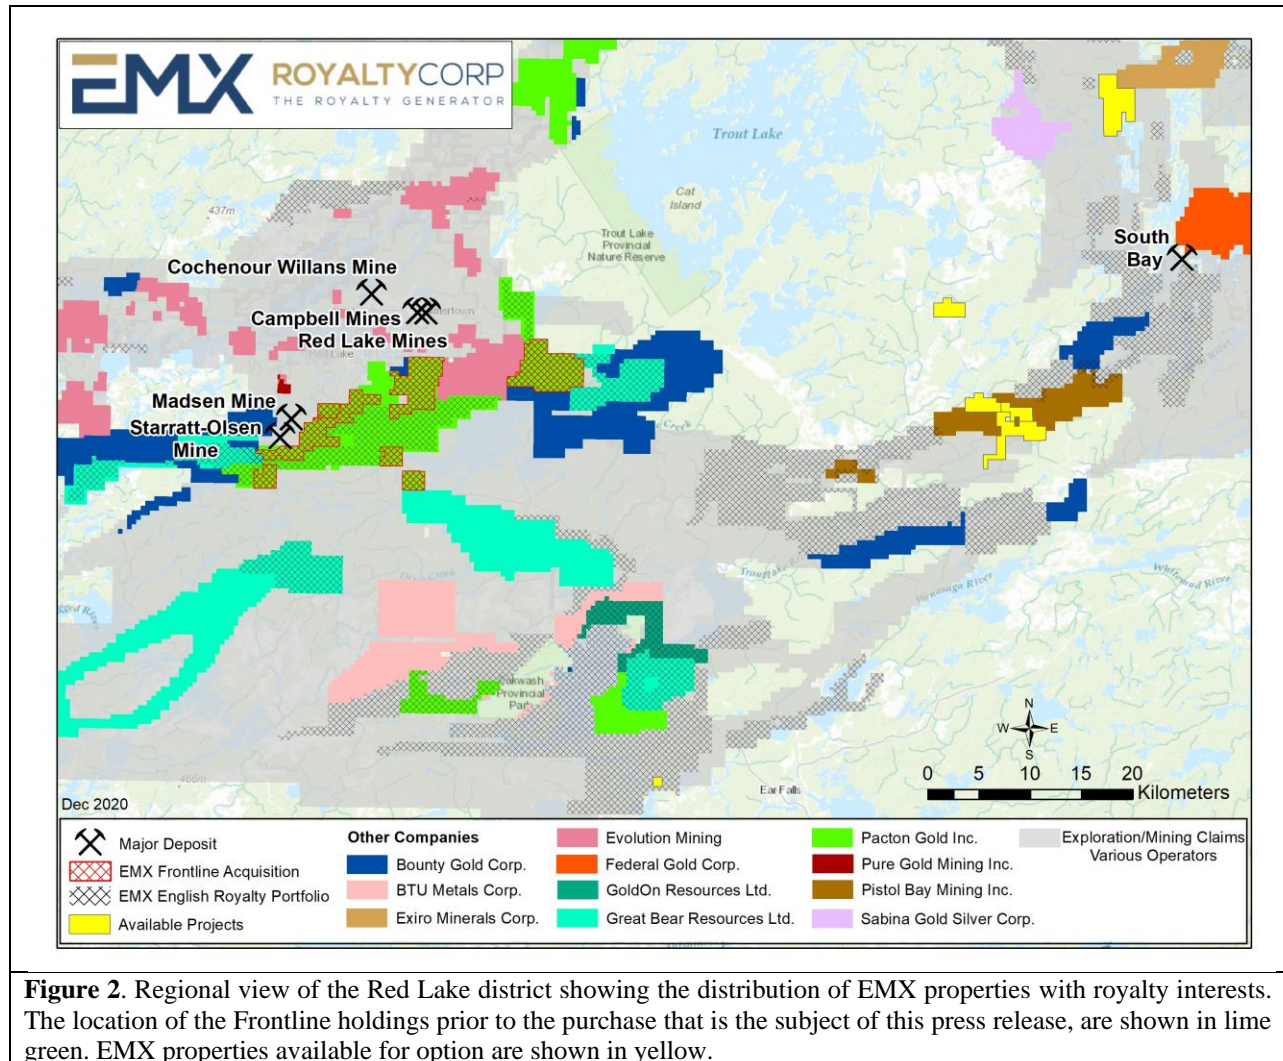 EMX ROYALTYCORP
THE ROYALTY GENERATOR
Trout Lake
Cat
Island
437m
Trout Lake
Provincial
Nature Reserve
South
Bay
Cochenour Willans Mine
Campbell Mines
Red Lake Mines
Red Lake
Madsen Mine
Starratt-Olsen
Mine
Creek
Troutlake
Wenasaga River
River
Provincial
Park
N
W E
S
466m
Ear Falls
0 5 10 15 20
Kilometers
Dec 2020
Major Deposit
EMX Frontline Acquisition
EMX English Royalty Portfolio
Available Projects
Other Companies
Bounty Gold Corp.
BTU Metals Corp.
Exiro Minerals Corp.
Evolution Mining
Federal Gold Corp.
GoldOn Resources Ltd.
Great Bear Resources Ltd.
Pacton Gold Inc.
Pure Gold Mining Inc.
Pistol Bay Mining Inc.
Sabina Gold Silver Corp.
Exploration/Mining Claims
Various Operators
Figure 2. Regional view of the Red Lake district showing the distribution of EMX properties with royalty interests.
The location of the Frontline holdings prior to the purchase that is the subject of this press release, are shown in lime
green. EMX properties available for option are shown in yellow.